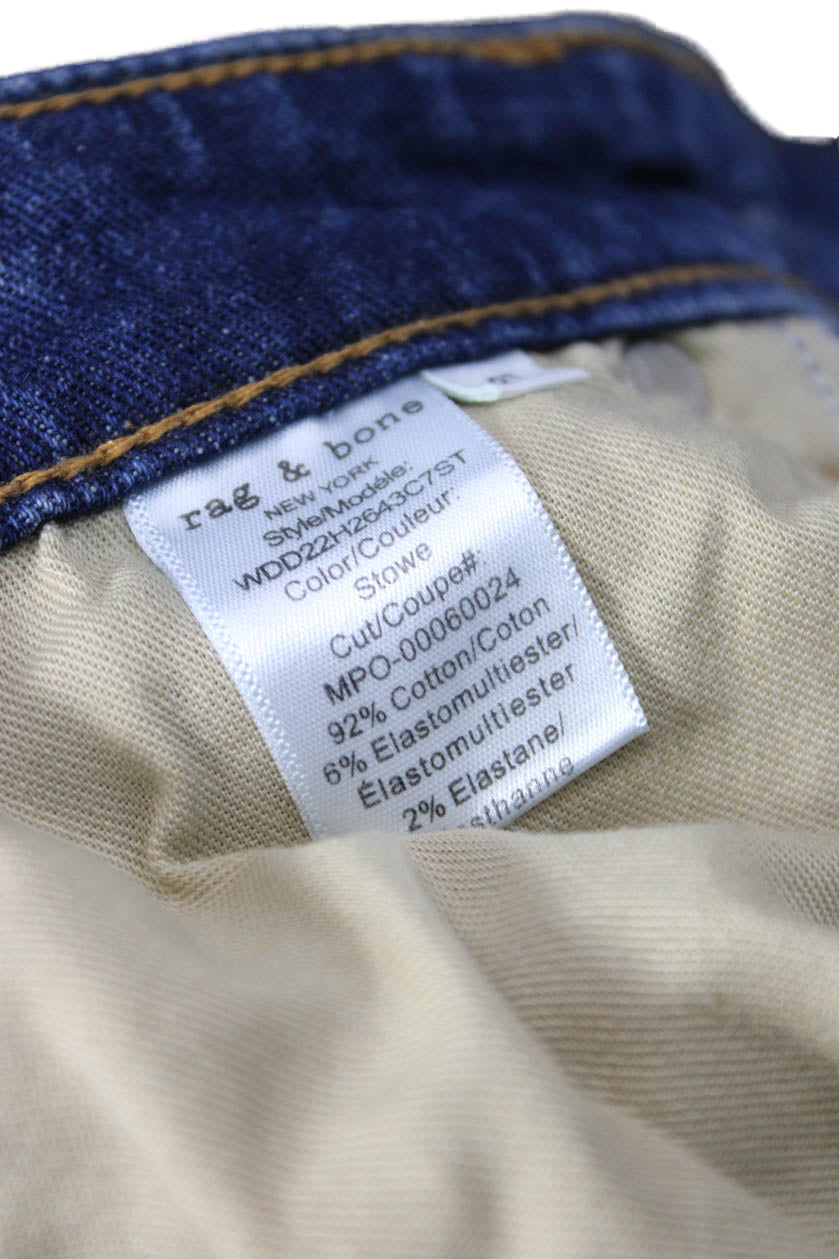 rag & bone
NEW YORK
Style/Modèle:
WDD22H2643C7ST
Color/Couleur:
Stowe
Cut/Coupe#:
MPO-00060024
92% Cotton/Coton
6% Elastomultiester/
Élastomultiester
2% Elastane/